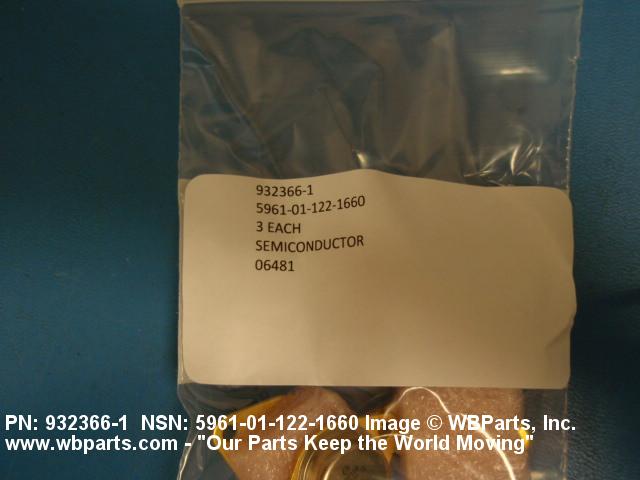 932366-1
5961-01-122-1660
3 EACH
SEMICONDUCTOR
06481
PN: 932366-1 NSN: 5961-01-122-1660 Image © WBParts, Inc.
www.wbparts.com - "Our Parts Keep the World Moving"